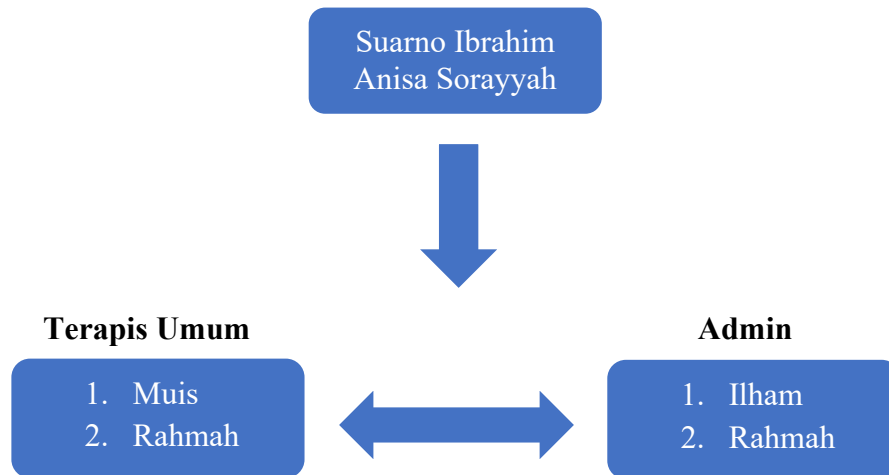 Suarno Ibrahim
Anisa Sorayyah
Terapis Umum
1. Muis
2. Rahmah
Admin
1. Ilham
2. Rahmah